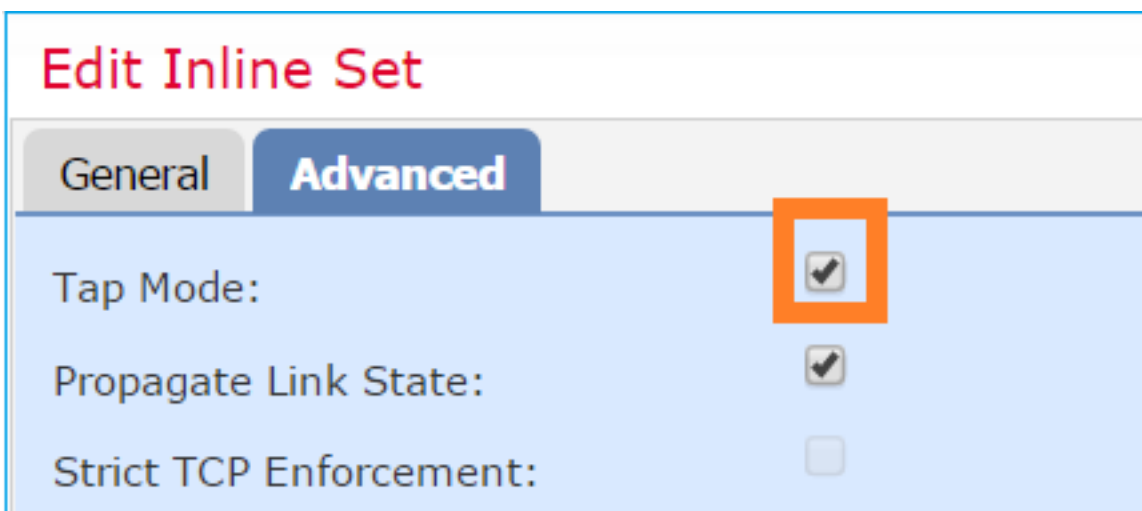 Edit Inline Set
General Advanced
Tap Mode:
Propagate Link State:
Strict TCP Enforcement: